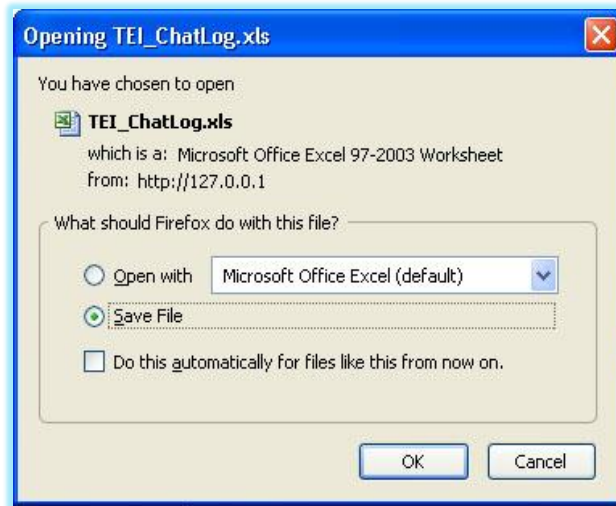 Opening TEI_ChatLog.xls
You have chosen to open
TEI_ChatLog.xls
which is a: Microsoft Office Excel 97-2003 Worksheet
from: http://127.0.0.1
What should Firefox do with this file?
Open with Microsoft Office Excel (default)
Save File
Do this automatically for files like this from now on.
OK Cancel